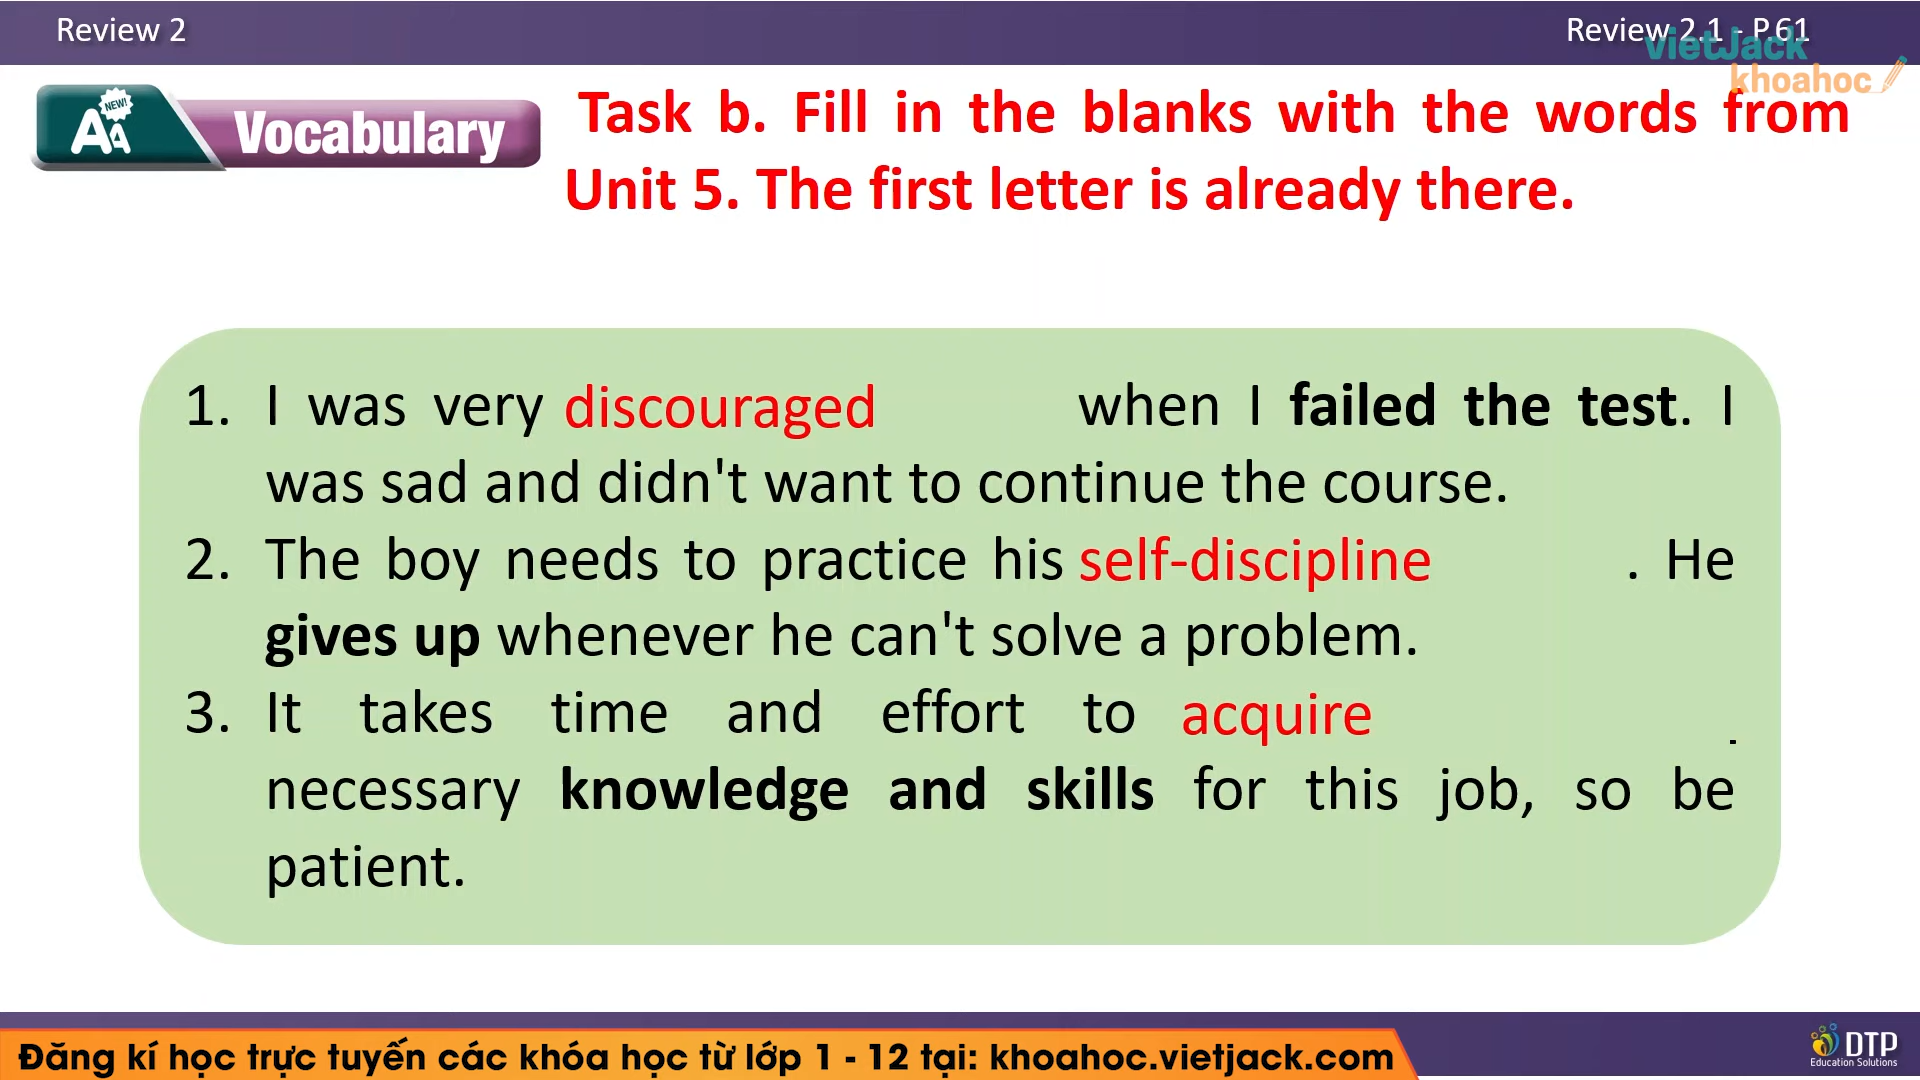 Review 2
Review 2.1 - P.61
vietJack
khoahoc
AA NEW! Vocabulary
Task b. Fill in the blanks with the words from
Unit 5. The first letter is already there.
1. I was very discouraged when I failed the test. I
was sad and didn't want to continue the course.
2. The boy needs to practice his self-discipline . He
gives up whenever he can't solve a problem.
3. It takes time and effort to acquire
necessary knowledge and skills for this job, so be
patient.
Đăng kí học trực tuyến các khóa học từ lớp 1 - 12 tại: khoahoc.vietjack.com
DTP
Education Solutions